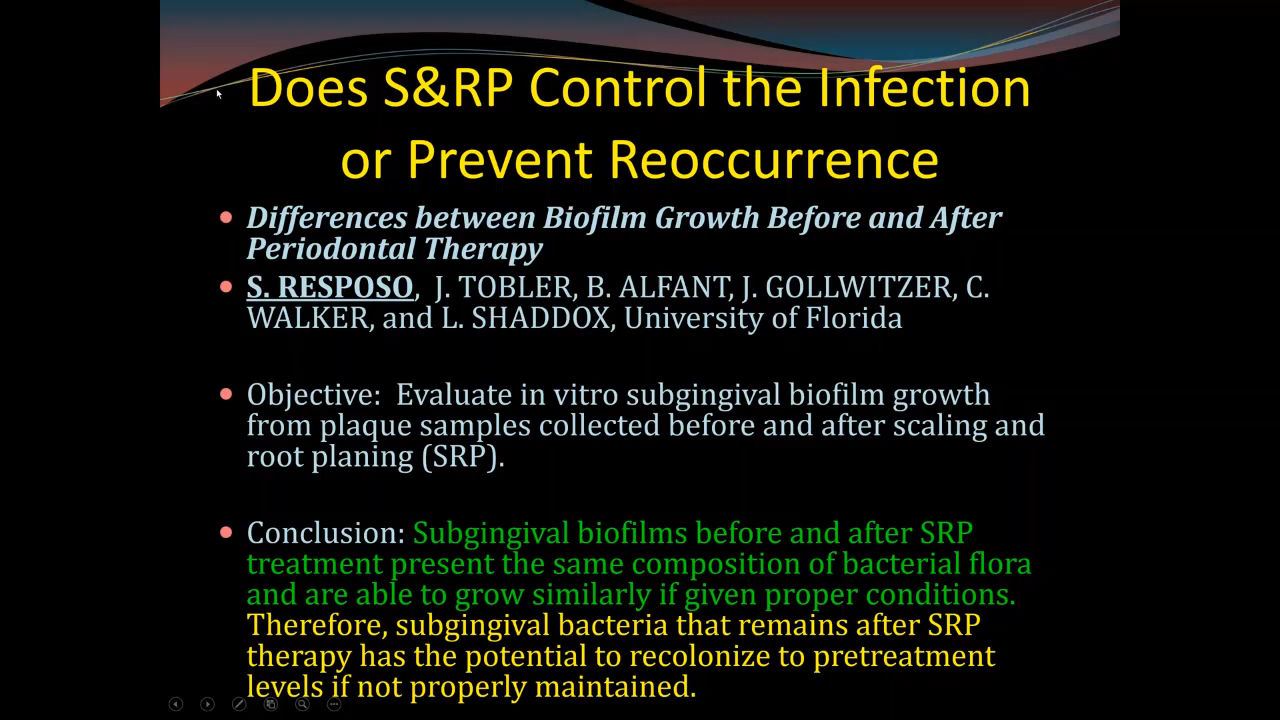 Does S&RP Control the Infection
or Prevent Reoccurrence
• Differences between Biofilm Growth Before and After
Periodontal Therapy
• S. RESPOSO, J. TOBLER, B. ALFANT, J. GOLLWITZER, C.
WALKER, and L. SHADDOX, University of Florida
• Objective: Evaluate in vitro subgingival biofilm growth
from plaque samples collected before and after scaling and
root planing (SRP).
• Conclusion: Subgingival biofilms before and after SRP
treatment present the same composition of bacterial flora
and are able to grow similarly if given proper conditions.
Therefore, subgingival bacteria that remains after SRP
therapy has the potential to recolonize to pretreatment
levels if not properly maintained.